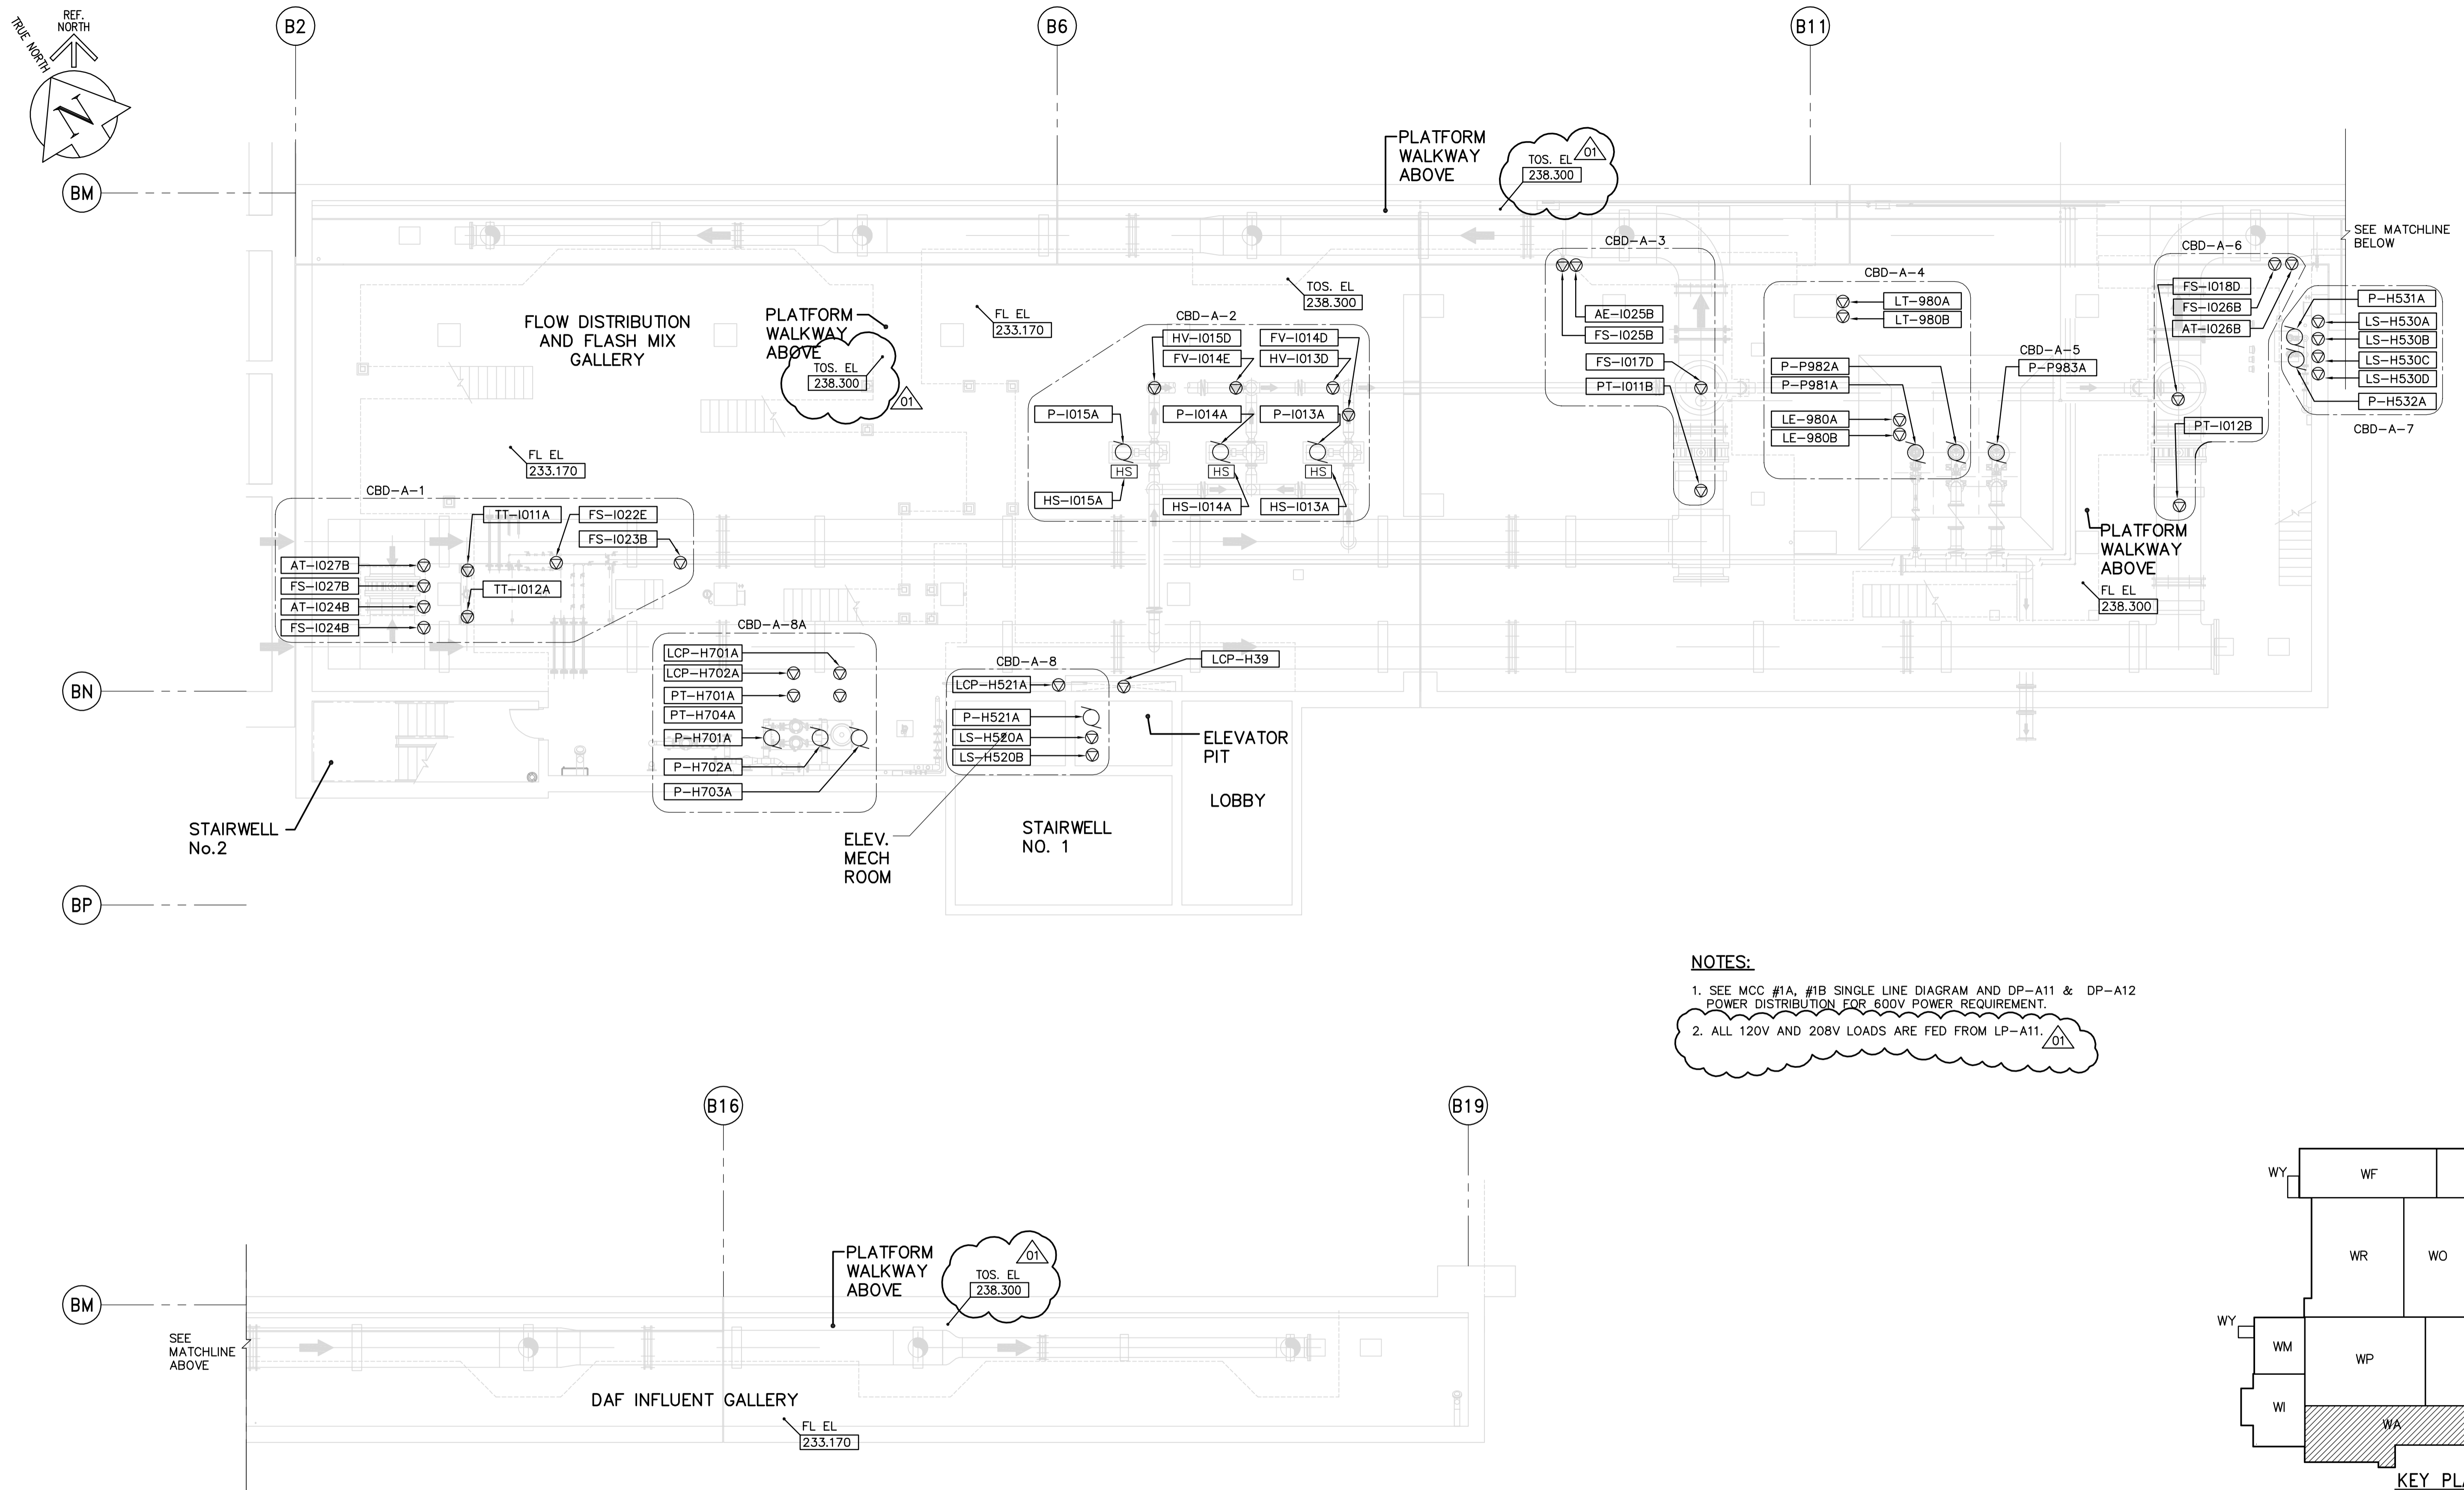 REF.
NORTH
TRUE NORTH
N
B2
B6
B11
BM
PLATFORM
WALKWAY
ABOVE
TOS. EL
238.300
01
SEE MATCHLINE
BELOW
CBD-A-3
CBD-A-4
CBD-A-6
FLOW DISTRIBUTION
AND FLASH MIX
GALLERY
PLATFORM
WALKWAY
ABOVE
TOS. EL
238.300
01
FL EL
233.170
TOS. EL
238.300
CBD-A-2
HV-I015D
FV-I014D
FV-I014E
HV-I013D
P-I015A
P-I014A
P-I013A
HS
HS
HS
HS-I015A
HS-I014A
HS-I013A
AE-I025B
FS-I025B
FS-I017D
PT-I011B
LT-980A
LT-980B
CBD-A-5
P-P982A
P-P983A
P-P981A
LE-980A
LE-980B
FS-I018D
FS-I026B
AT-I026B
PT-I012B
P-H531A
LS-H530A
LS-H530B
LS-H530C
LS-H530D
P-H532A
CBD-A-7
FL EL
233.170
CBD-A-1
TT-I011A
FS-I022E
FS-I023B
AT-I027B
FS-I027B
TT-I012A
AT-I024B
FS-I024B
PLATFORM
WALKWAY
ABOVE
FL EL
238.300
CBD-A-8A
LCP-H701A
LCP-H702A
PT-H701A
PT-H704A
P-H701A
P-H702A
P-H703A
CBD-A-8
LCP-H39
LCP-H521A
P-H521A
LS-H520A
LS-H520B
BN
ELEVATOR
PIT
LOBBY
STAIRWELL
No.2
STAIRWELL
NO. 1
ELEV.
MECH
ROOM
BP
NOTES:
1. SEE MCC #1A, #1B SINGLE LINE DIAGRAM AND DP-A11 & DP-A12
POWER DISTRIBUTION FOR 600V POWER REQUIREMENT.
2. ALL 120V AND 208V LOADS ARE FED FROM LP-A11.
01
B16
B19
BM
PLATFORM
WALKWAY
ABOVE
TOS. EL
238.300
01
SEE
MATCHLINE
ABOVE
DAF INFLUENT GALLERY
FL EL
233.170
WY
WF
WR
WO
WY
WM
WP
WI
WA
KEY